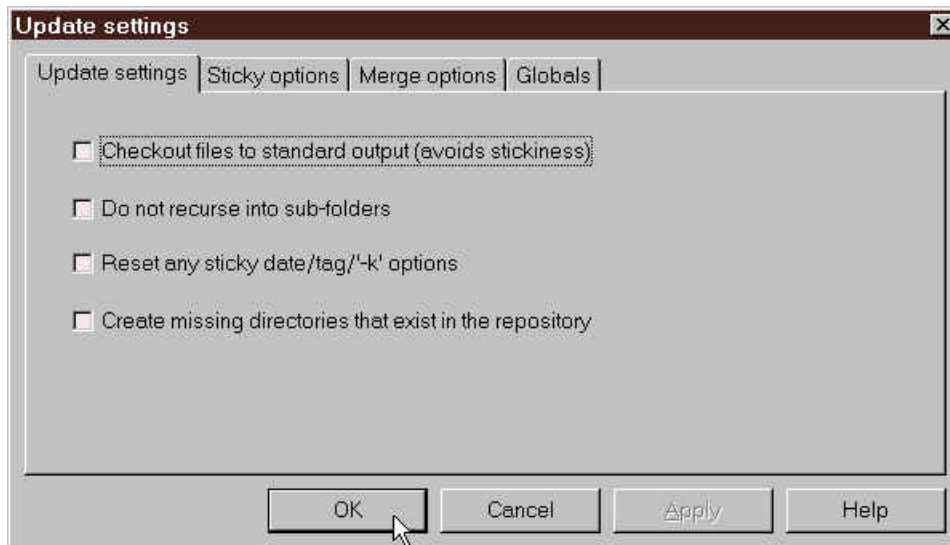 Update settings
Update settings Sticky options Merge options Globals
Checkout files to standard output (avoids stickiness)
Do not recurse into sub-folders
Reset any sticky date/tag/'-k' options
Create missing directories that exist in the repository
OK Cancel Apply Help